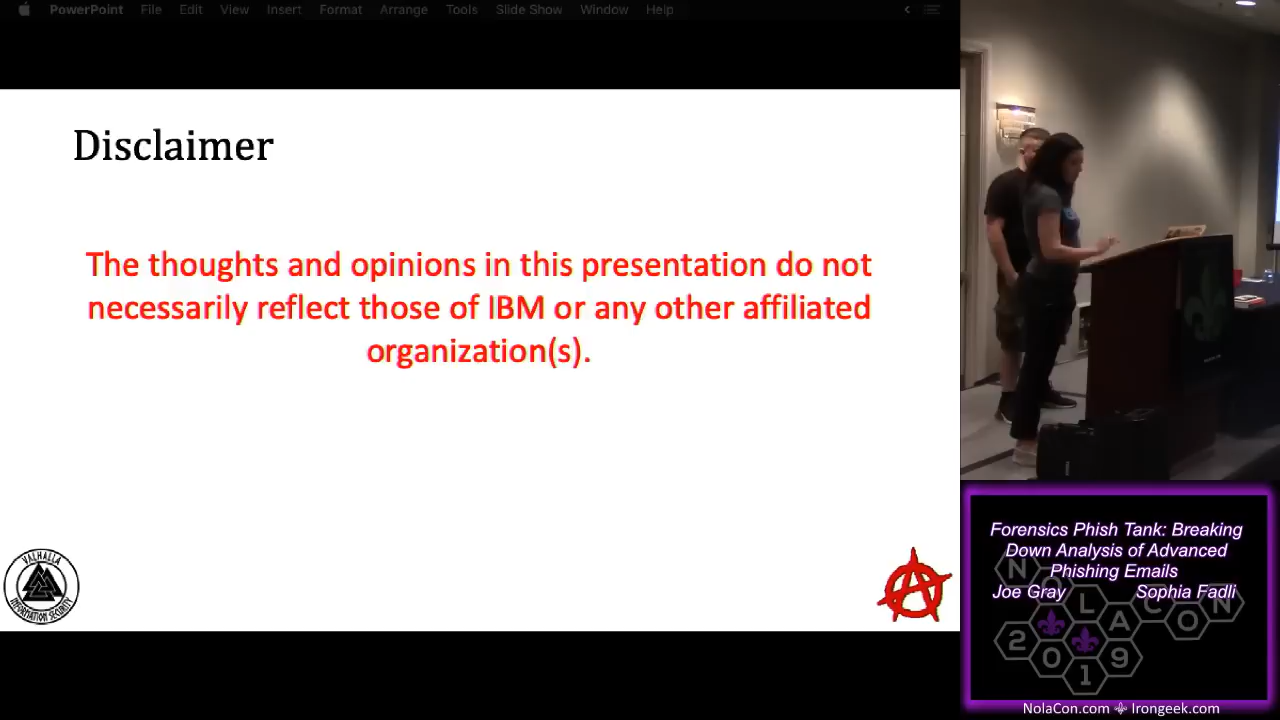 PowerPoint File Edit View Insert Format Arrange Tools Slide Show Window Help
Disclaimer
The thoughts and opinions in this presentation do not
necessarily reflect those of IBM or any other affiliated
organization(s).
VALHALLA
INFORMATION SECURITY
Forensics Phish Tank: Breaking
Down Analysis of Advanced
Phishing Emails
Joe Gray Sophia Fadli
NOLACON
2019
NolaCon.com Irongeek.com